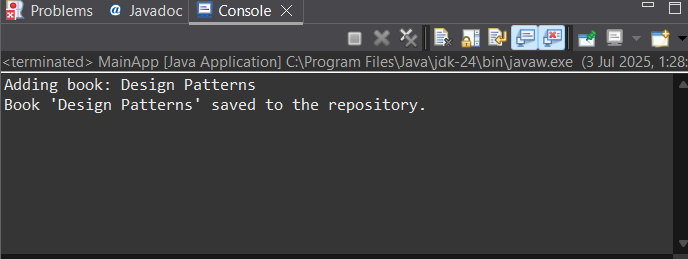 Problems @ Javadoc Console
<terminated> MainApp [Java Application] C:\Program Files\Java\jdk-24\bin\javaw.exe (3 Jul 2025, 1:28:
Adding book: Design Patterns
Book 'Design Patterns' saved to the repository.